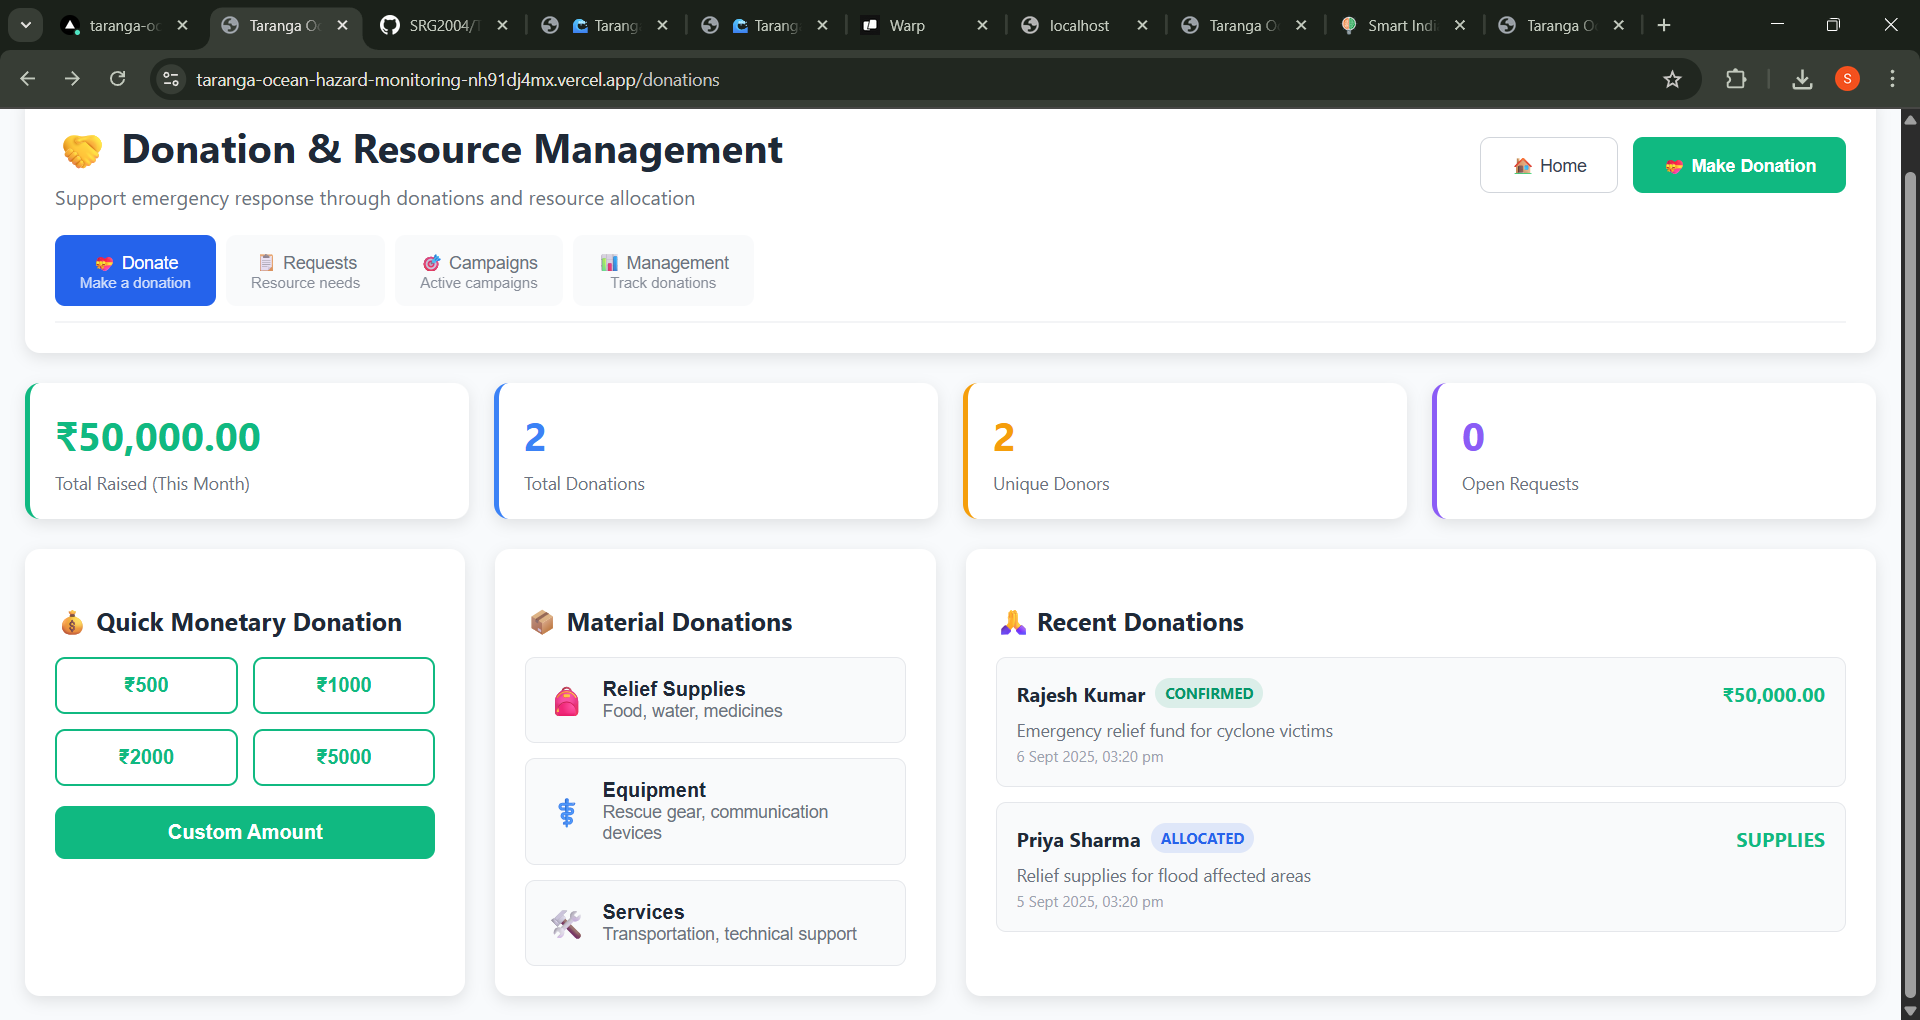 taranga-oc
Taranga Oc
SRG2004/T
Tarang
Tarang
Warp
localhost
Taranga O
Smart Indi
Taranga O
taranga-ocean-hazard-monitoring-nh91dj4mx.vercel.app/donations
S
Donation & Resource Management
Support emergency response through donations and resource allocation
Home
Make Donation
Donate
Make a donation
Requests
Resource needs
Campaigns
Active campaigns
Management
Track donations
₹50,000.00
Total Raised (This Month)
2
Total Donations
2
Unique Donors
0
Open Requests
Quick Monetary Donation
₹500
₹1000
₹2000
₹5000
Custom Amount
Material Donations
Relief Supplies
Food, water, medicines
Equipment
Rescue gear, communication
devices
Services
Transportation, technical support
Recent Donations
Rajesh Kumar CONFIRMED ₹50,000.00
Emergency relief fund for cyclone victims
6 Sept 2025, 03:20 pm
Priya Sharma ALLOCATED SUPPLIES
Relief supplies for flood affected areas
5 Sept 2025, 03:20 pm